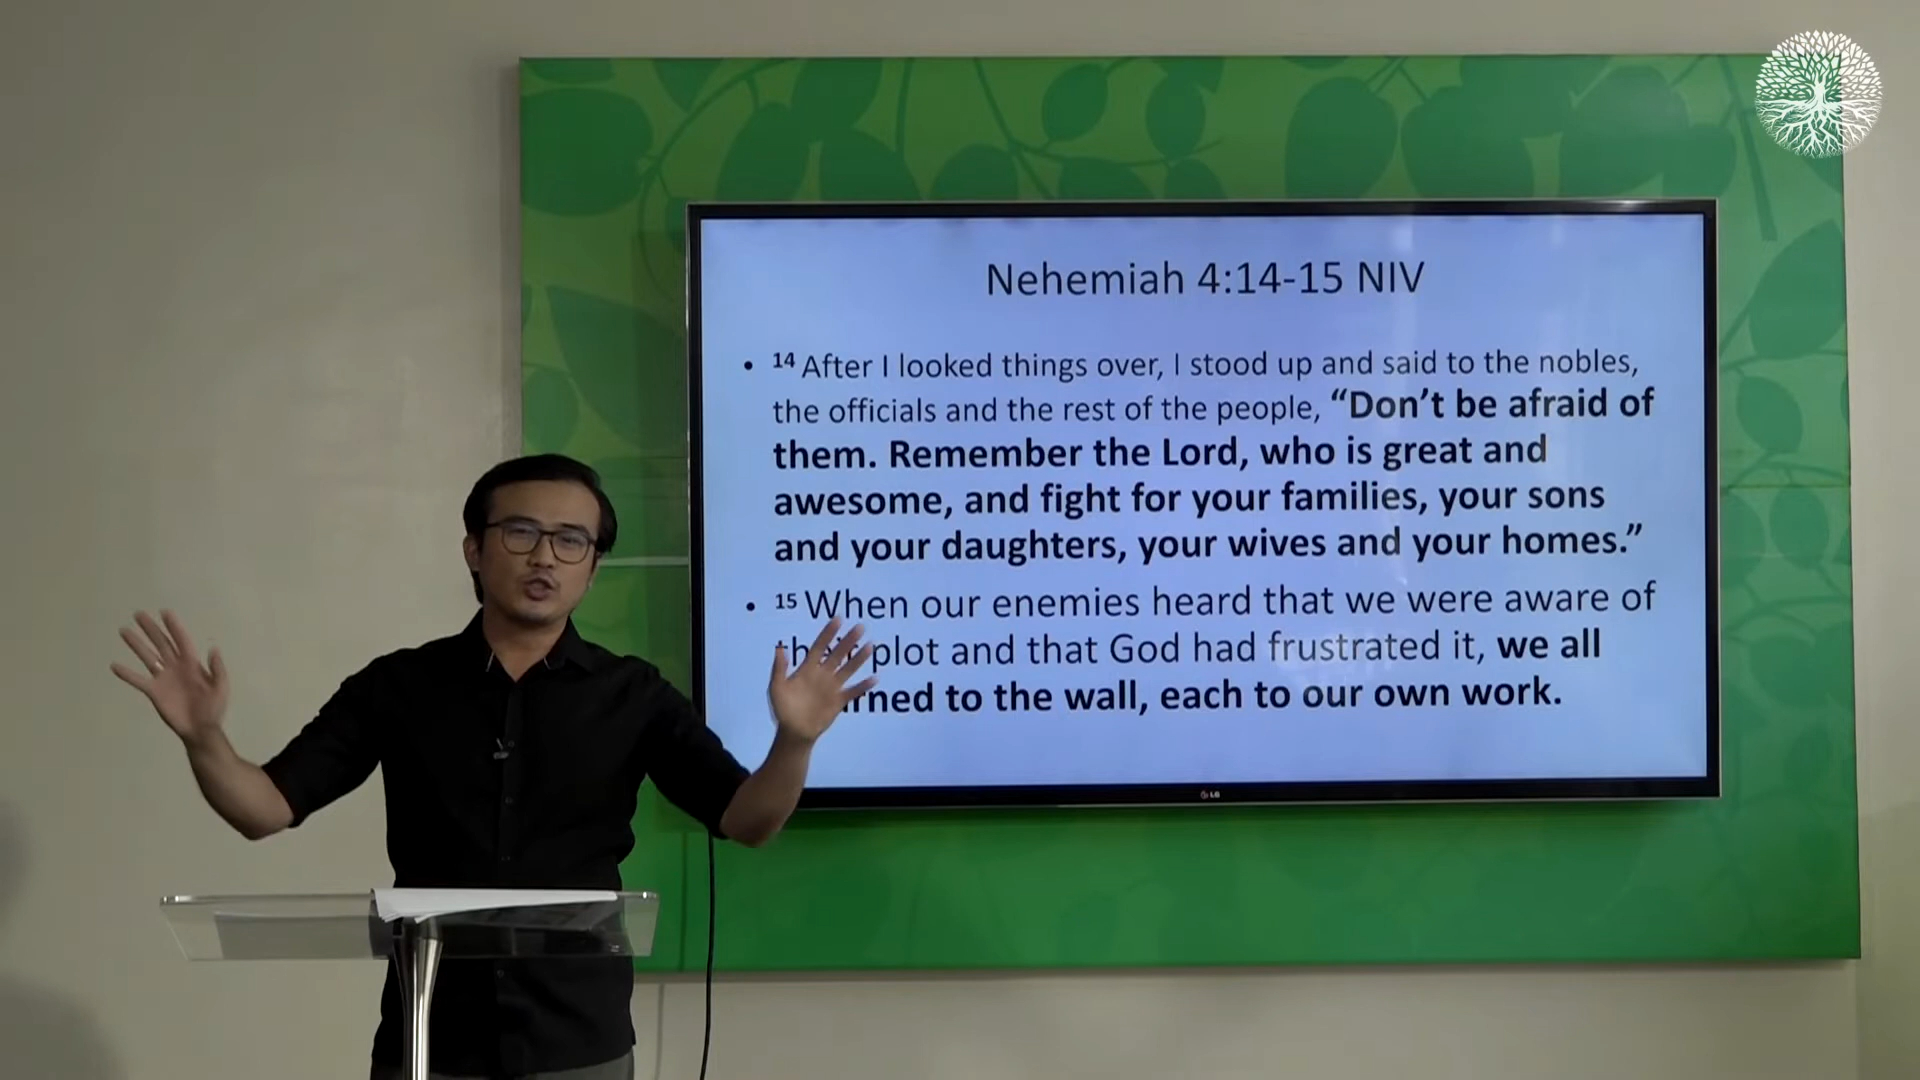 Nehemiah 4:14-15 NIV
• 14 After I looked things over, I stood up and said to the nobles,
the officials and the rest of the people, “Don’t be afraid of
them. Remember the Lord, who is great and
awesome, and fight for your families, your sons
and your daughters, your wives and your homes.”
• 15 When our enemies heard that we were aware of
plot and that God had frustrated it, we all
to the wall, each to our own work.
LG